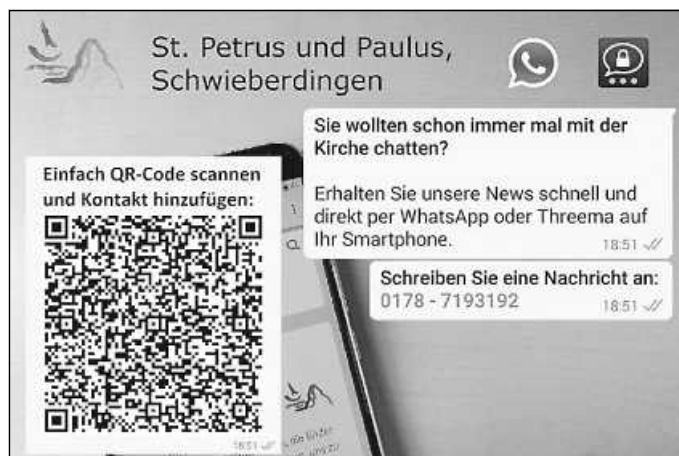 St. Petrus und Paulus,
Schwieberdingen
Sie wollten schon immer mal mit der
Kirche chatten?
Erhalten Sie unsere News schnell und
direkt per WhatsApp oder Threema auf
Ihr Smartphone.
18:51
Schreiben Sie eine Nachricht an:
0178 - 7193192
18:51
Einfach QR-Code scannen
und Kontakt hinzufügen:
18:51